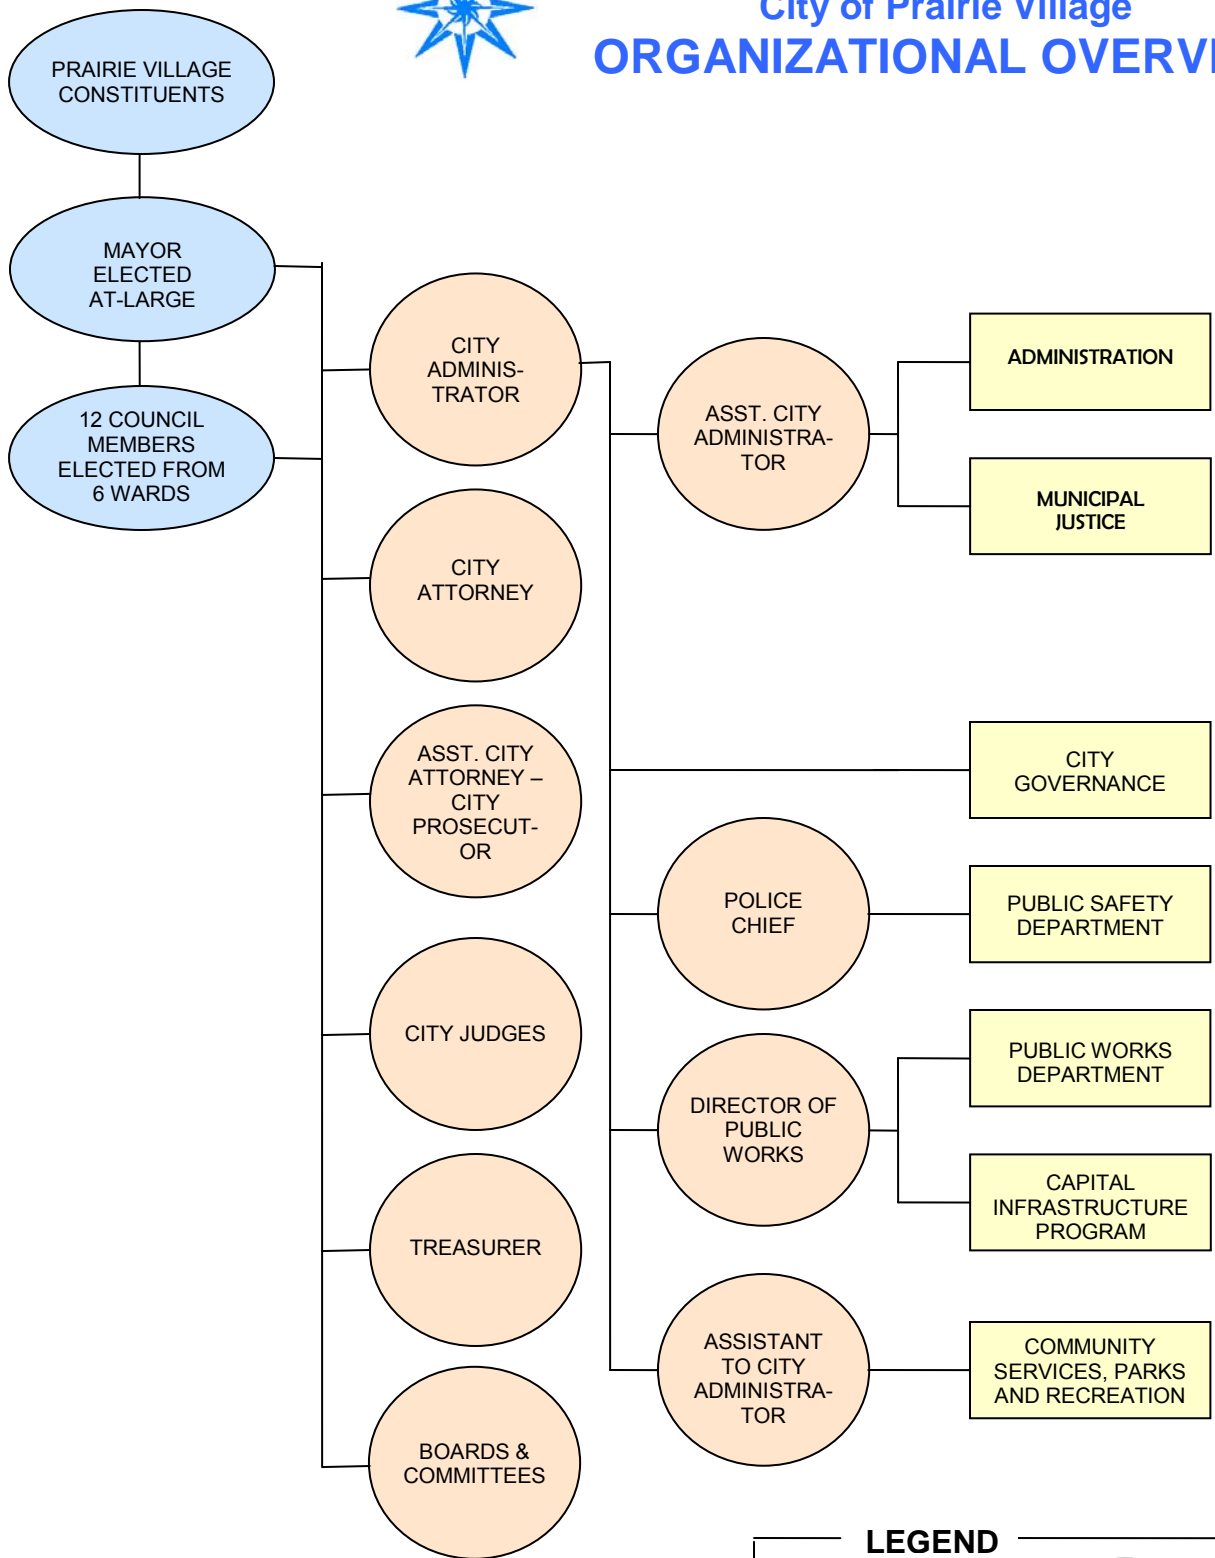 City of Prairie Village
ORGANIZATIONAL OVERVI
PRAIRIE VILLAGE
CONSTITUENTS
MAYOR
ELECTED
AT-LARGE
12 COUNCIL
MEMBERS
ELECTED FROM
6 WARDS
CITY
ADMINIS-
TRATOR
CITY
ATTORNEY
ASST. CITY
ATTORNEY –
CITY
PROSECUT-
OR
CITY JUDGES
TREASURER
BOARDS &
COMMITTEES
ASST. CITY
ADMINISTRA-
TOR
POLICE
CHIEF
DIRECTOR OF
PUBLIC
WORKS
ASSISTANT
TO CITY
ADMINISTRA-
TOR
ADMINISTRATION
MUNICIPAL
JUSTICE
CITY
GOVERNANCE
PUBLIC SAFETY
DEPARTMENT
PUBLIC WORKS
DEPARTMENT
CAPITAL
INFRASTRUCTURE
PROGRAM
COMMUNITY
SERVICES, PARKS
AND RECREATION
LEGEND